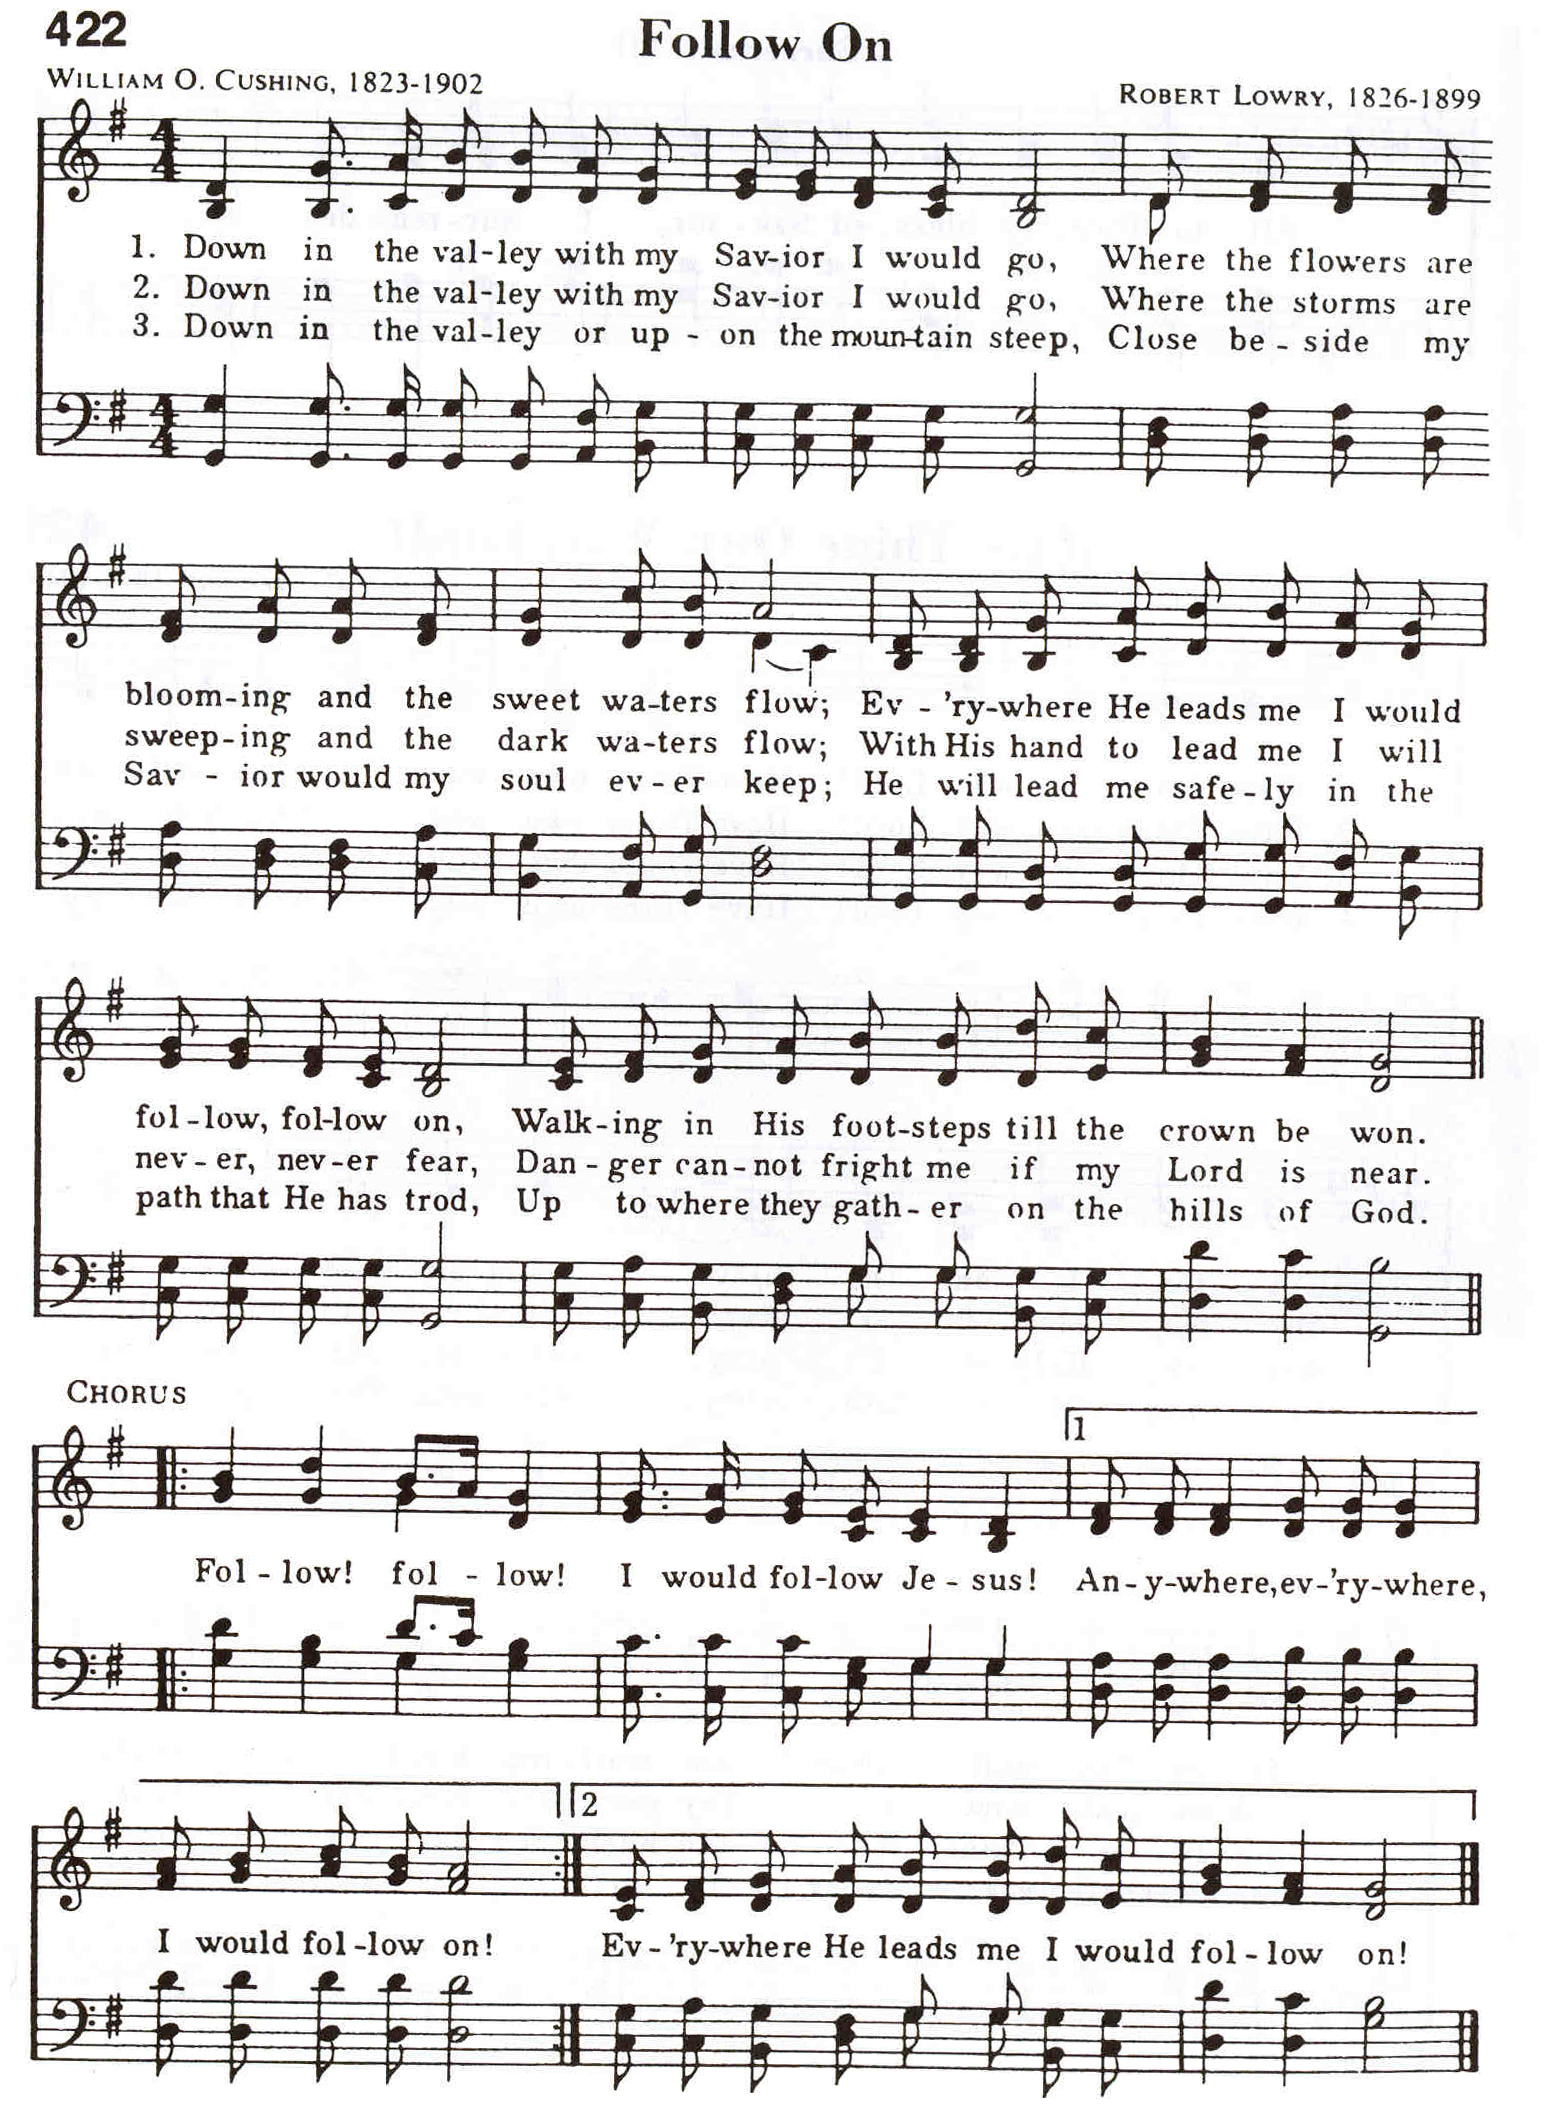 422
Follow On
WILLIAM O. CUSHING, 1823-1902
ROBERT LOWRY, 1826-1899
1. Down in the val-ley with my Sav-ior I would go, Where the flowers are
2. Down in the val-ley with my Sav-ior I would go, Where the storms are
3. Down in the val-ley or up - on the moun-tain steep, Close be - side my
bloom-ing and the sweet wa-ters flow; Ev - 'ry-where He leads me I would
sweep-ing and the dark wa-ters flow; With His hand to lead me I will
Sav - ior would my soul ev - er keep; He will lead me safe - ly in the
fol - low, fol-low on, Walk-ing in His foot-steps till the crown be won.
nev - er, nev-er fear, Dan - ger can-not fright me if my Lord is near.
path that He has trod, Up to where they gath - er on the hills of God.
CHORUS
1
Fol - low! fol - low! I would fol-low Je - sus! An - y-where, ev-'ry-where,
2
I would fol-low on! Ev - 'ry-where He leads me I would fol - low on!